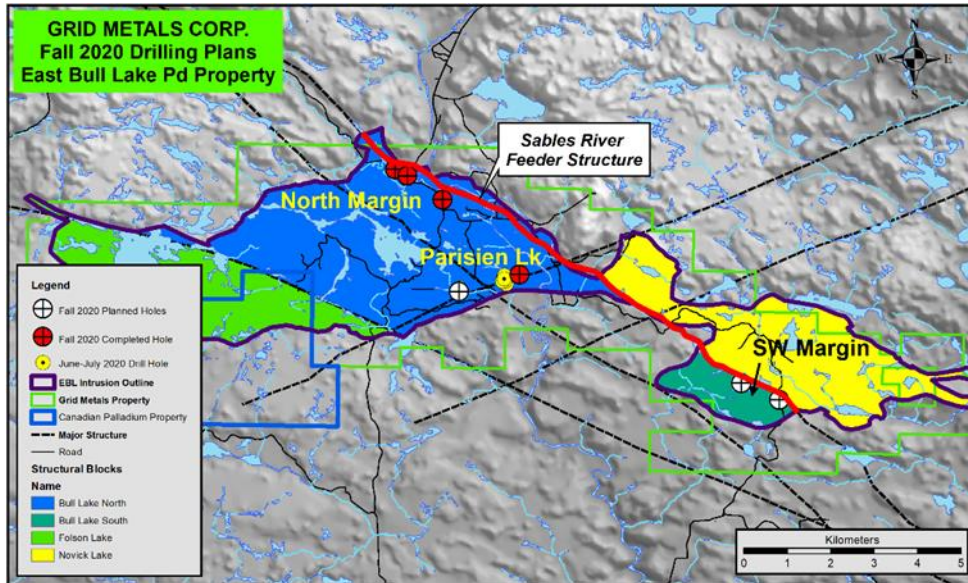 GRID METALS CORP.
Fall 2020 Drilling Plans
East Bull Lake Pd Property
N
W
E
S
Sables River
Feeder Structure
North Margin
Parisien Lk
SW Margin
Legend
Fall 2020 Planned Holes
Fall 2020 Completed Hole
June-July 2020 Drill Hole
EBL Intrusion Outline
Grid Metals Property
Canadian Palladium Property
Major Structure
Road
Structural Blocks
Name
Bull Lake North
Bull Lake South
Folson Lake
Novick Lake
Kilometers
0 1 2 3 4 5